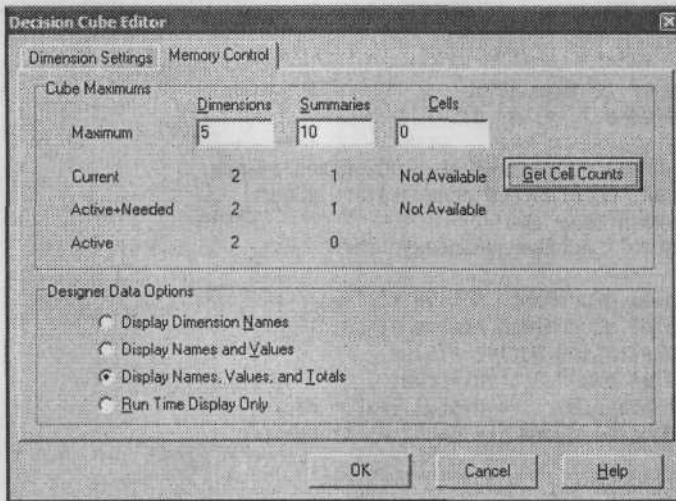 Decision Cube Editor
Dimension Settings Memory Control
Cube Maximums
Dimensions Summaries Cells
Maximum 5 10 0
Current 2 1 Not Available Get Cell Counts
Active+Needed 2 1 Not Available
Active 2 0
Designer Data Options
Display Dimension Names
Display Names and Values
Display Names, Values, and Totals
Run Time Display Only
OK Cancel Help